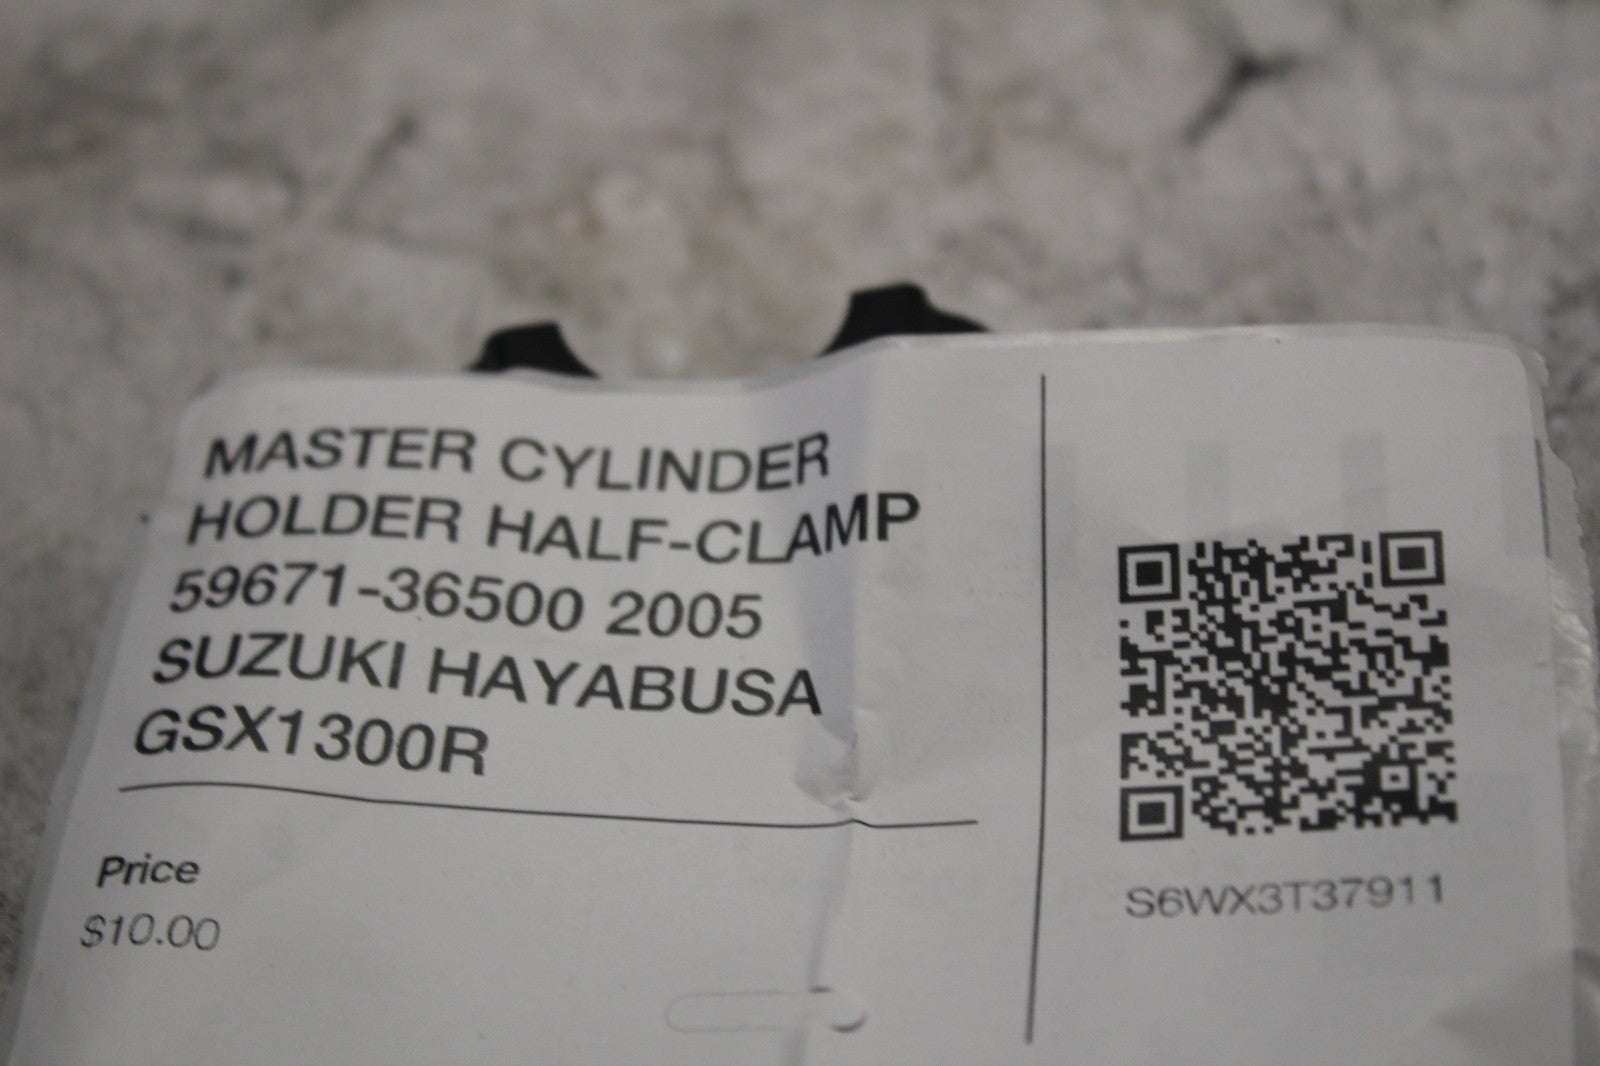 MASTER CYLINDER
HOLDER HALF-CLAMP
59671-36500 2005
SUZUKI HAYABUSA
GSX1300R
Price
$10.00
S6WX3T37911